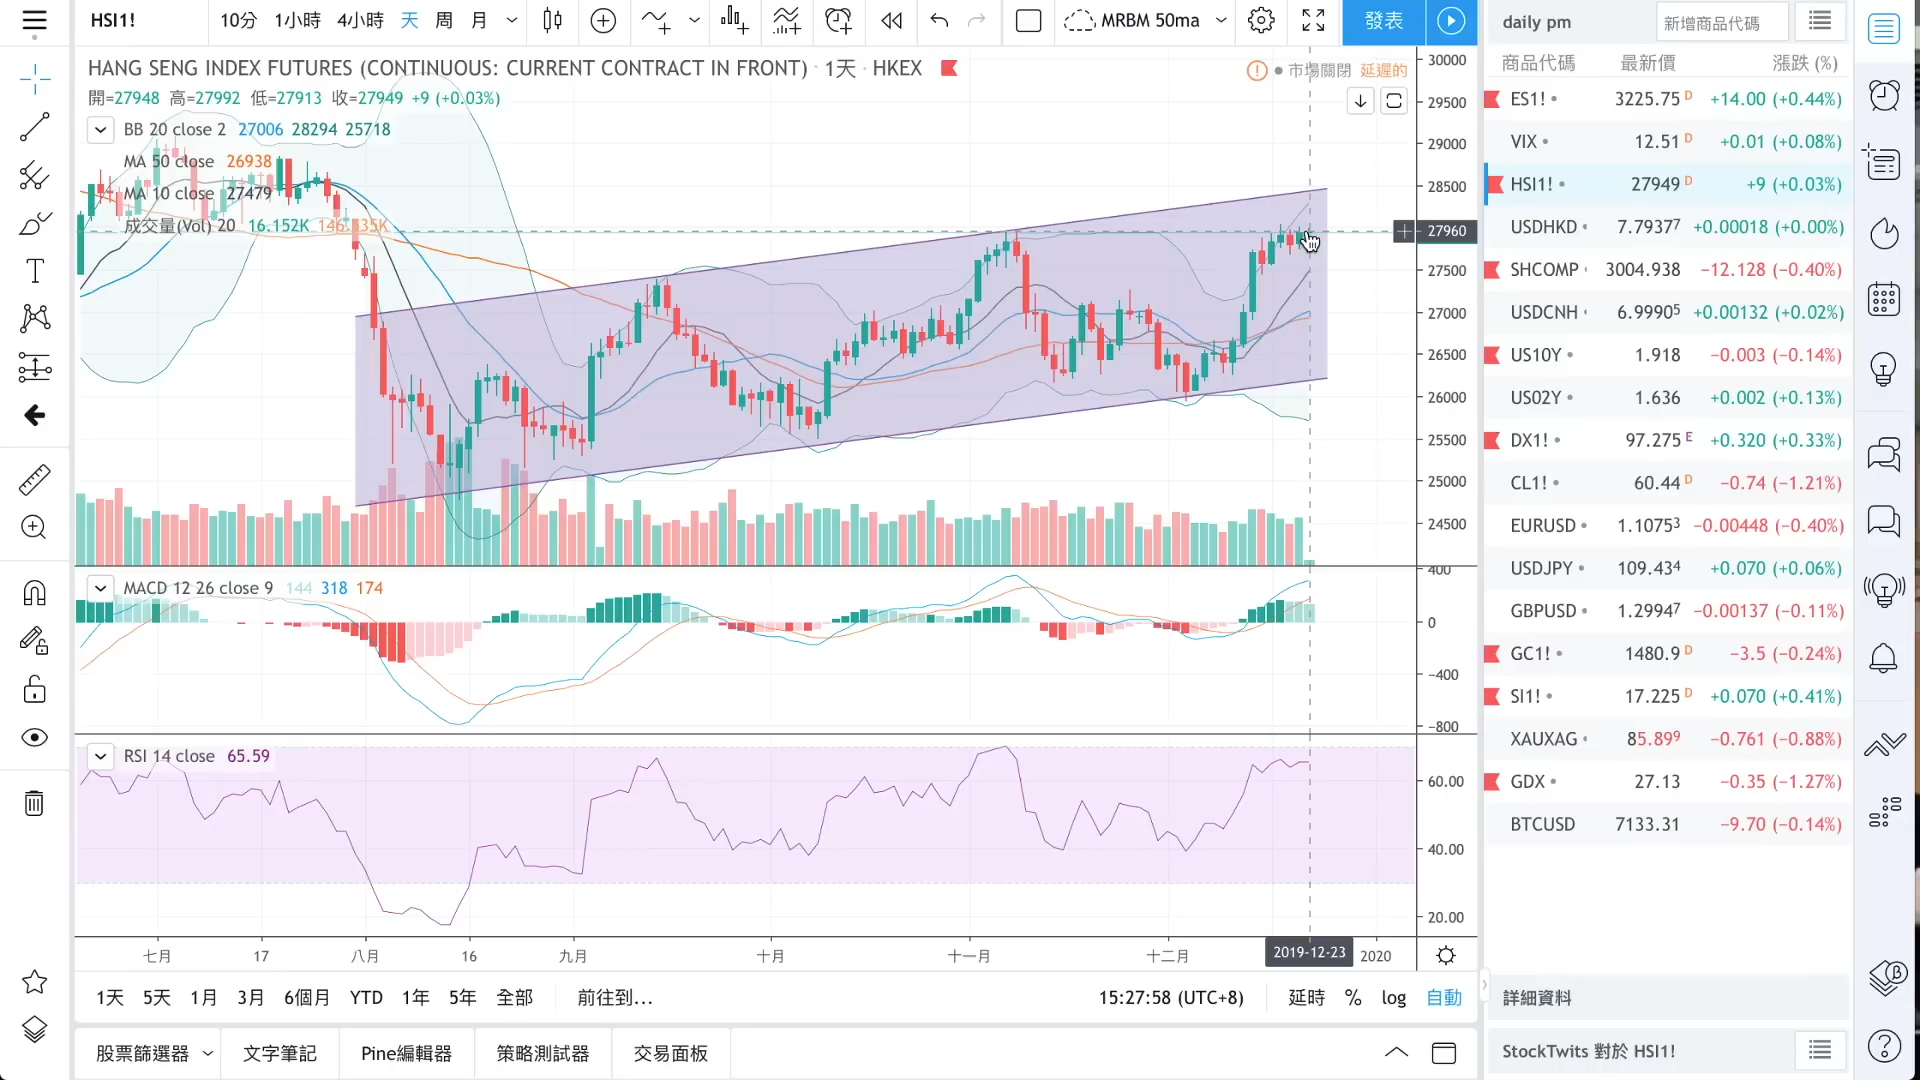 HSI1!
10分 1小時 4小時 天 周 月
MRBM 50ma
發表
HANG SENG INDEX FUTURES (CONTINUOUS: CURRENT CONTRACT IN FRONT) · 1天 · HKEX
市場關閉 延遲的
開=27948 高=27992 低=27913 收=27949 +9 (+0.03%)
BB 20 close 2 27006 28294 25718
MA 50 close 26938
MA 10 close 27479
成交量(Vol) 20 16.152K 146.335K
30000
29500
29000
28500
27960
27500
27000
26500
26000
25500
25000
24500
MACD 12 26 close 9 144 318 174
400
0
−400
−800
RSI 14 close 65.59
60.00
40.00
20.00
七月 17 八月 16 九月 十月 十一月 十二月 2019-12-23 2020
1天 5天 1月 3月 6個月 YTD 1年 5年 全部 前往到...
15:27:58 (UTC+8) 延時 % log 自動
股票篩選器 文字筆記 Pine編輯器 策略測試器 交易面板
daily pm
新增商品代碼
商品代碼 最新價 漲跌 (%)
ES1! 3225.75 D +14.00 (+0.44%)
VIX 12.51 D +0.01 (+0.08%)
HSI1! 27949 D +9 (+0.03%)
USDHKD 7.79377 +0.00018 (+0.00%)
SHCOMP 3004.938 −12.128 (−0.40%)
USDCNH 6.99905 +0.00132 (+0.02%)
US10Y 1.918 −0.003 (−0.14%)
US02Y 1.636 +0.002 (+0.13%)
DX1! 97.275 E +0.320 (+0.33%)
CL1! 60.44 D −0.74 (−1.21%)
EURUSD 1.10753 −0.00448 (−0.40%)
USDJPY 109.434 +0.070 (+0.06%)
GBPUSD 1.29947 −0.00137 (−0.11%)
GC1! 1480.9 D −3.5 (−0.24%)
SI1! 17.225 D +0.070 (+0.41%)
XAUXAG 85.899 −0.761 (−0.88%)
GDX 27.13 −0.35 (−1.27%)
BTCUSD 7133.31 −9.70 (−0.14%)
詳細資料
StockTwits 對於 HSI1!